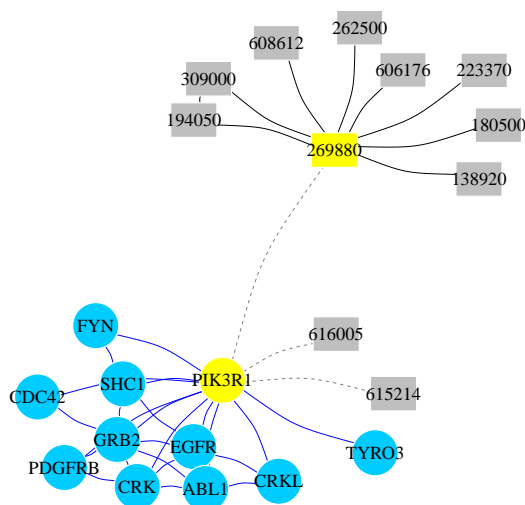 262500
608612
606176
223370
309000
194050
180500
269880
138920
FYN
616005
PIK3R1
SHC1
615214
CDC42
GRB2
EGFR
TYRO3
PDGFRB
CRK
ABL1
CRKL